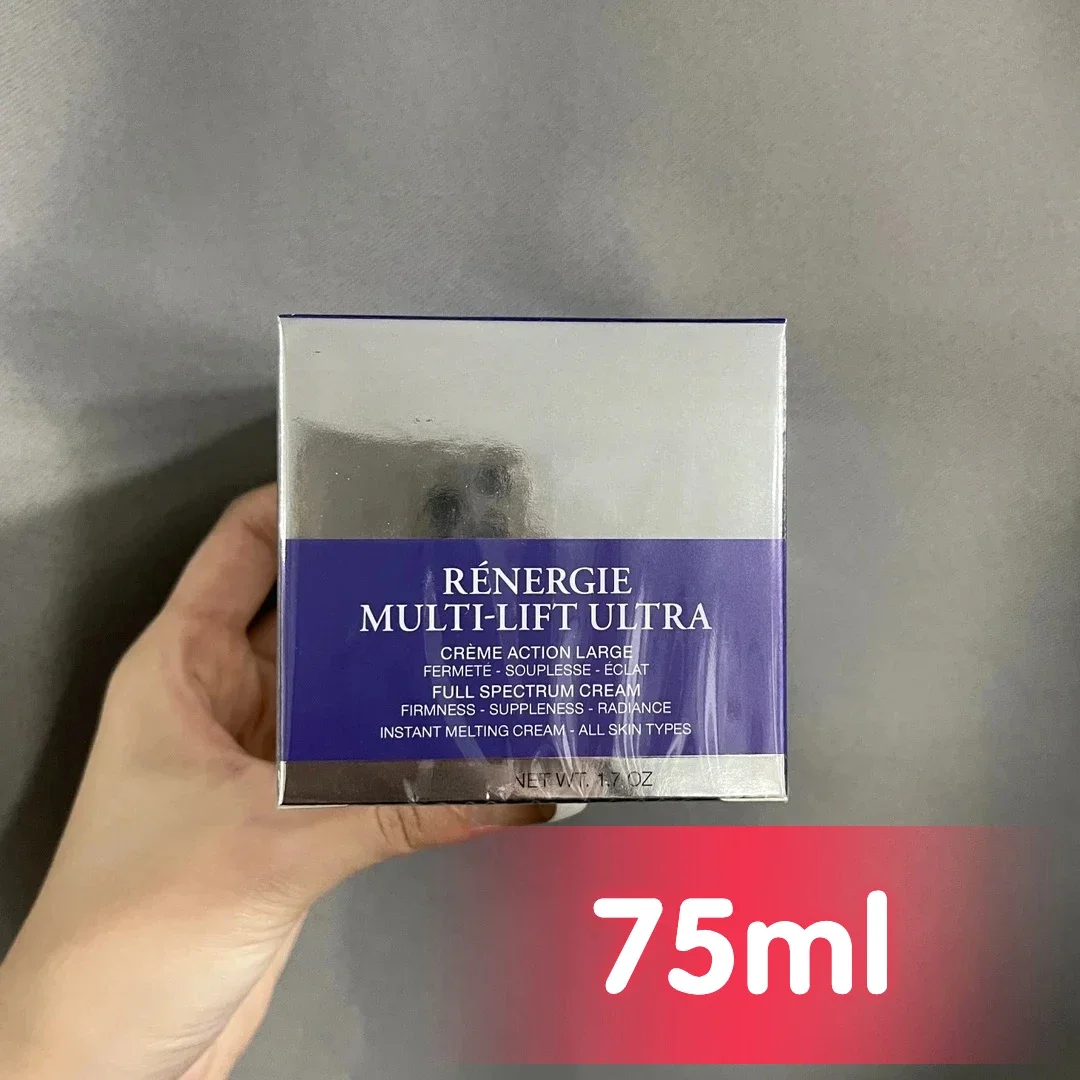 RÉNERGIE
MULTI-LIFT ULTRA
CRÈME ACTION LARGE
FERMETÉ - SOUPLESSE - ÉCLAT
FULL SPECTRUM CREAM
FIRMNESS - SUPPLENESS - RADIANCE
INSTANT MELTING CREAM - ALL SKIN TYPES
NET WT. 1.7 OZ
75ml